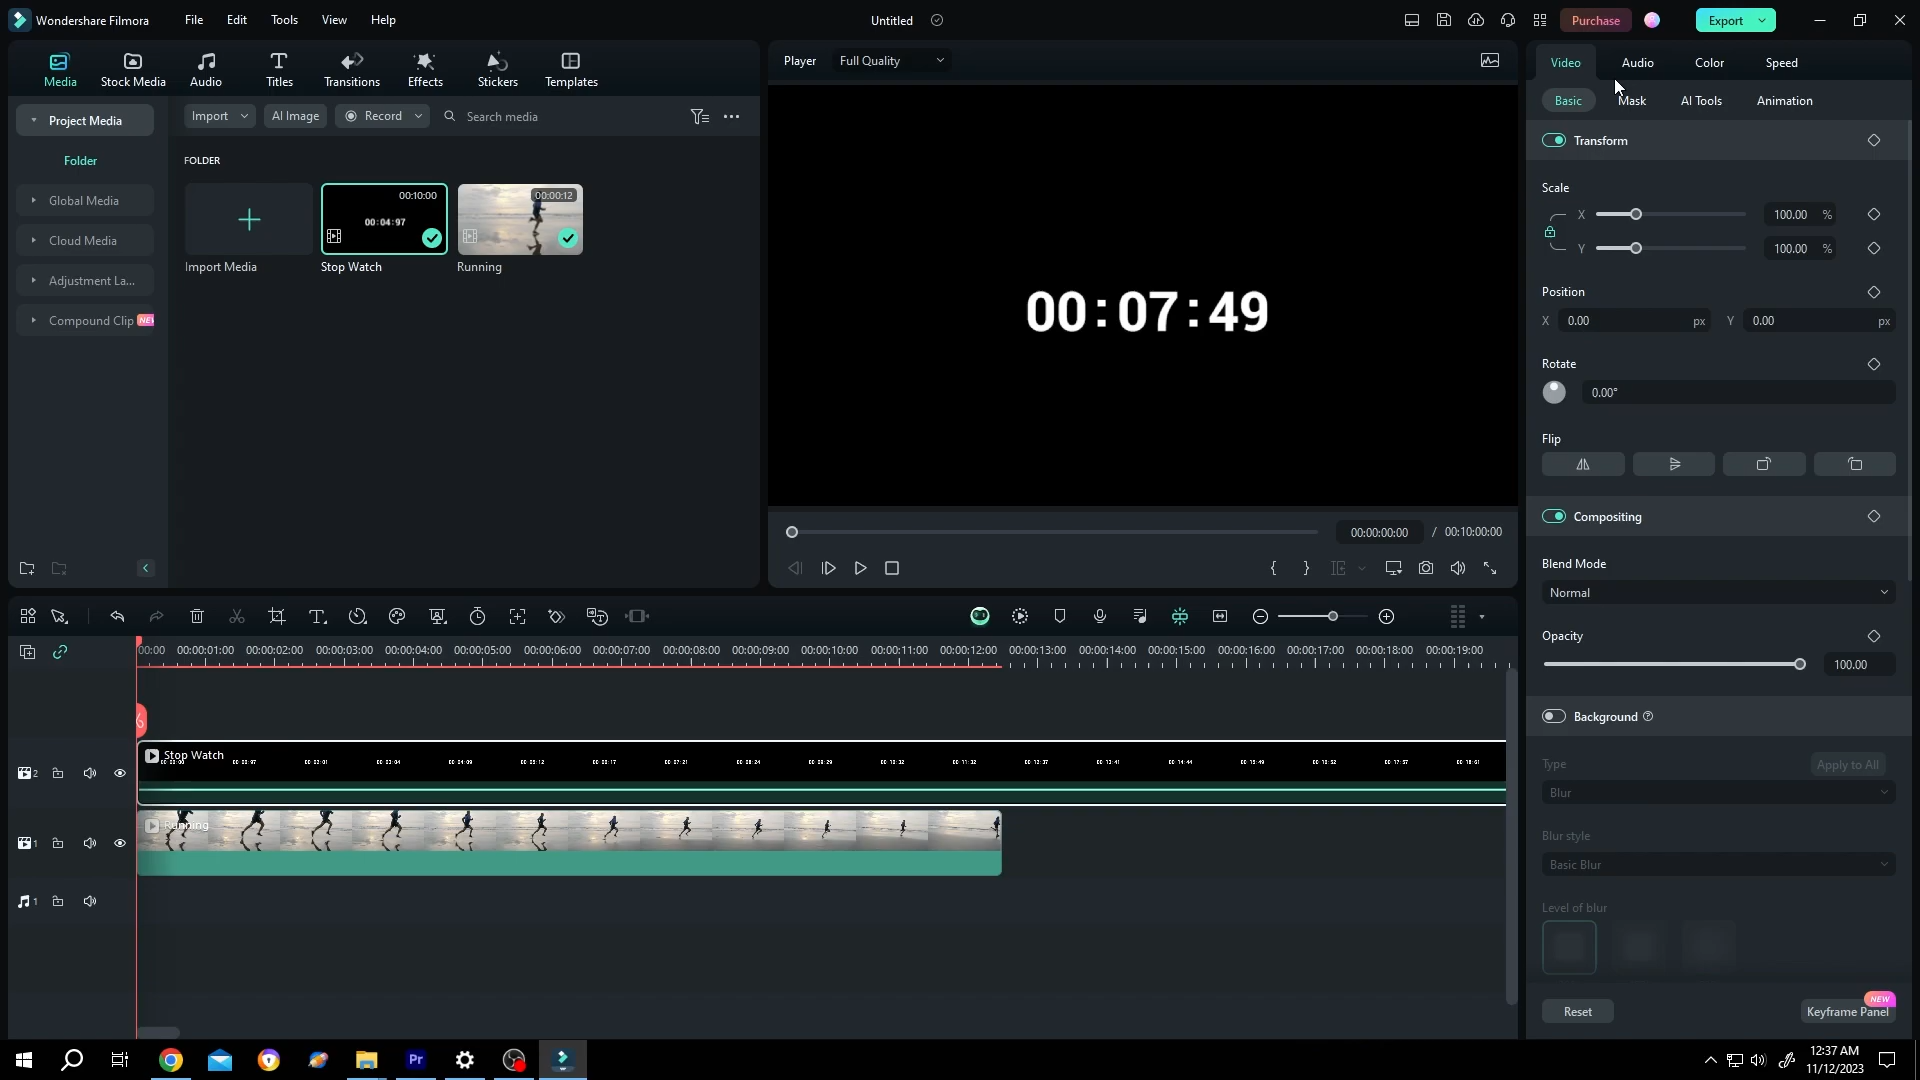 Wondershare Filmora
File
Edit
Tools
View
Help
Untitled
Purchase
Export
Media
Stock Media
Audio
Titles
Transitions
Effects
Stickers
Templates
Player
Full Quality
Video
Audio
Color
Speed
Basic
Mask
AI Tools
Animation
Project Media
Import
AI Image
Record
Search media
Folder
FOLDER
Global Media
Cloud Media
Adjustment La...
Compound Clip
00:10:00
00:04:97
00:00:12
Import Media
Stop Watch
Running
00:07:49
00:00:00:00 / 00:10:00:00
Transform
Scale
X 100.00 %
Y 100.00 %
Position
X 0.00 px Y 0.00 px
Rotate
0.00°
Flip
Compositing
Blend Mode
Normal
Opacity
100.00
Background
Type
Apply to All
Blur
Blur style
Basic Blur
Level of blur
Reset
NEW
Keyframe Panel
00:00 00:00:01:00 00:00:02:00 00:00:03:00 00:00:04:00 00:00:05:00 00:00:06:00 00:00:07:00 00:00:08:00 00:00:09:00 00:00:10:00 00:00:11:00 00:00:12:00 00:00:13:00 00:00:14:00 00:00:15:00 00:00:16:00 00:00:17:00 00:00:18:00 00:00:19:00
Stop Watch
2
Running
1
1
Pr
12:37 AM
11/12/2023